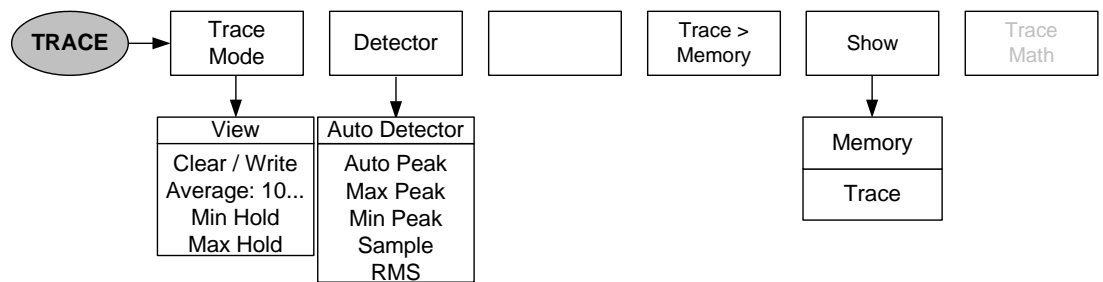 TRACE
Trace
Mode
Detector
Trace >
Memory
Show
Trace
Math
View
Clear / Write
Average: 10...
Min Hold
Max Hold
Auto Detector
Auto Peak
Max Peak
Min Peak
Sample
RMS
Memory
Trace